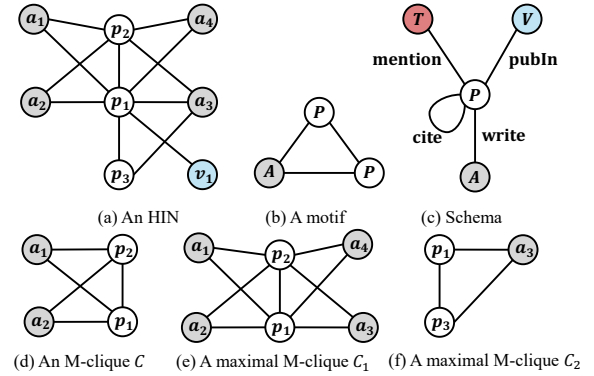 a₁
p₂
a₄
a₂
p₁
a₃
p₃
v₁
(a) An HIN
P
A
P
(b) A motif
T
V
mention
pubIn
P
cite
write
A
(c) Schema
a₁
p₂
a₂
p₁
(d) An M-clique C
a₁
p₂
a₄
a₂
p₁
a₃
(e) A maximal M-clique C₁
p₁
a₃
p₃
(f) A maximal M-clique C₂